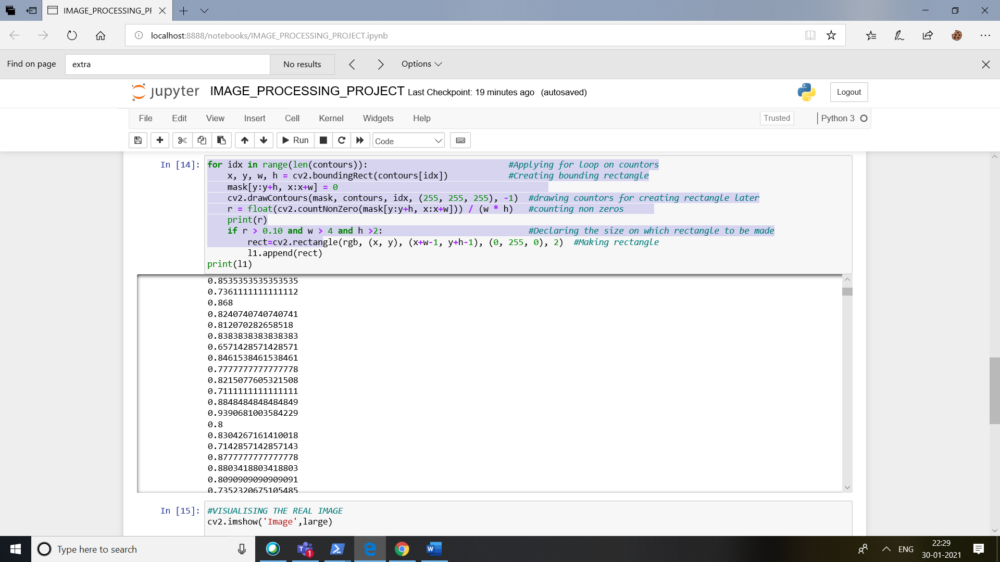 IMAGE_PROCESSING_PR
localhost:8888/notebooks/IMAGE_PROCESSING_PROJECT.ipynb
Find on page extra No results Options
jupyter IMAGE_PROCESSING_PROJECT Last Checkpoint: 19 minutes ago (autosaved) Logout
File Edit View Insert Cell Kernel Widgets Help Trusted Python 3
Run Code
In [14]: for idx in range(len(contours)): #Applying for loop on countors
x, y, w, h = cv2.boundingRect(contours[idx]) #Creating bounding rectangle
mask[y:y+h, x:x+w] = 0
cv2.drawContours(mask, contours, idx, (255, 255, 255), -1) #drawing countors for creating rectangle later
r = float(cv2.countNonZero(mask[y:y+h, x:x+w])) / (w * h) #counting non zeros
print(r)
if r > 0.10 and w > 4 and h >2: #Declaring the size on which rectangle to be made
rect=cv2.rectangle(rgb, (x, y), (x+w-1, y+h-1), (0, 255, 0), 2) #Making rectangle
l1.append(rect)
print(l1)
0.8535353535353535
0.7361111111111112
0.868
0.8240740740740741
0.812070282658518
0.8383838383838383
0.6571428571428571
0.8461538461538461
0.7777777777777778
0.8215077605321508
0.7111111111111111
0.8848484848484849
0.9390681003584229
0.8
0.8304267161410018
0.7142857142857143
0.8777777777777778
0.8803418803418803
0.8090909090909091
0.7352320675105485
In [15]: #VISUALISING THE REAL IMAGE
cv2.imshow('Image',large)
Type here to search 1 ENG 22:29
30-01-2021